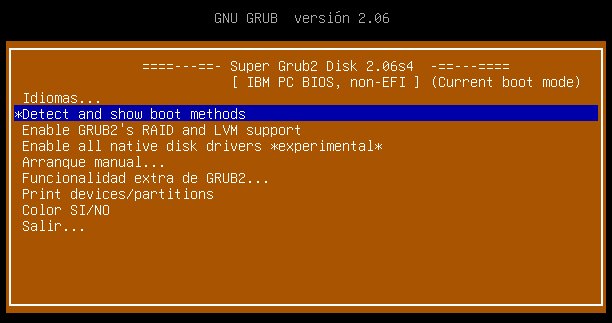 GNU GRUB  versión 2.06
====---==- Super Grub2 Disk 2.06s4  -==---====
[ IBM PC BIOS, non-EFI ] (Current boot mode)
Idiomas...
*Detect and show boot methods
Enable GRUB2's RAID and LVM support
Enable all native disk drivers *experimental*
Arranque manual...
Funcionalidad extra de GRUB2...
Print devices/partitions
Color SI/NO
Salir...